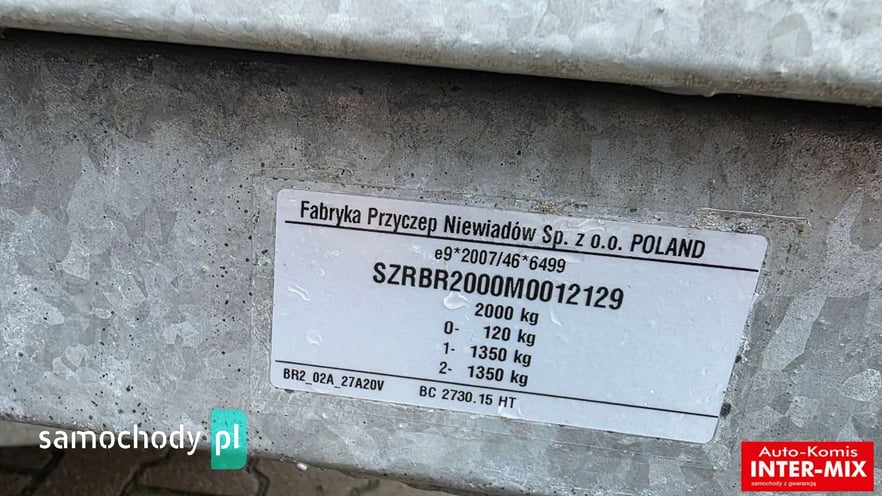 Fabryka Przyczep Niewiadów Sp. z o.o. POLAND
e9*2007/46*6499
SZRBR2000M0012129
2000 kg
0- 120 kg
1- 1350 kg
2- 1350 kg
BR2_02A_27A20V BC 2730.15 HT
samochody.pl
Auto-Komis
INTER-MIX
samochody z gwarancją